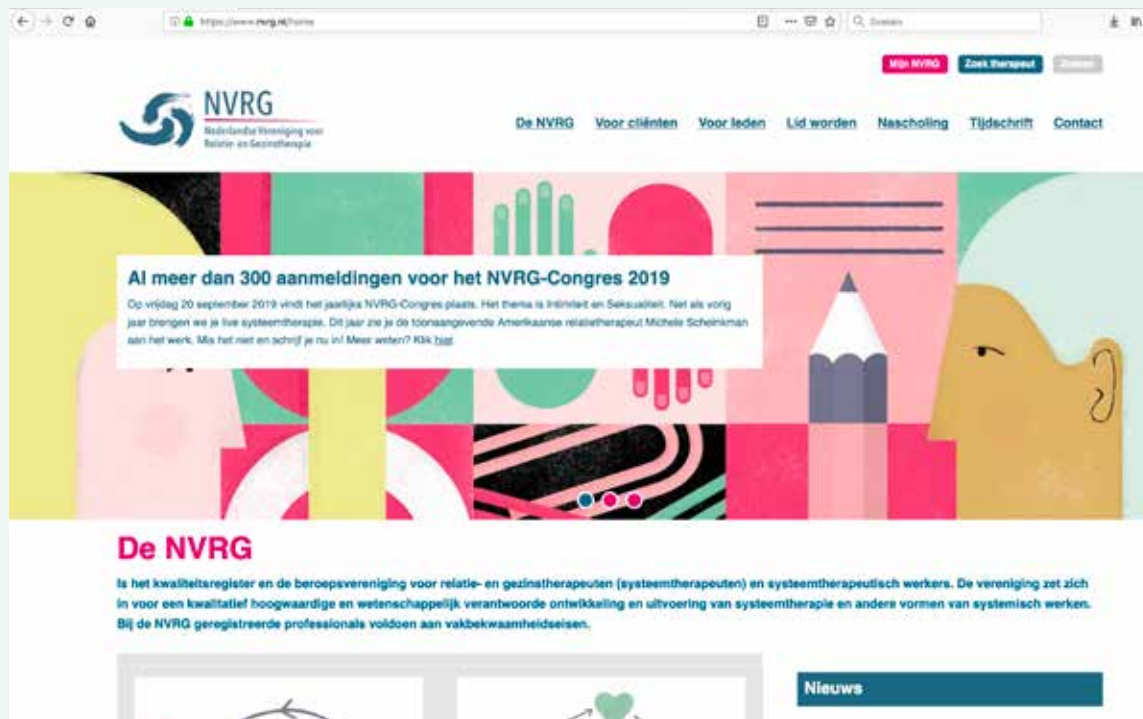 https://www.nvrg.nl/home
Zoeken
Mijn NVRG
Zoek therapeut
Zoeken
NVRG
Nederlandse Vereniging voor
Relatie- en Gezinstherapie
De NVRG Voor cliënten Voor leden Lid worden Nascholing Tijdschrift Contact
Al meer dan 300 aanmeldingen voor het NVRG-Congres 2019
Op vrijdag 20 september 2019 vindt het jaarlijks NVRG-Congres plaats. Het thema is Intimiteit en Seksualiteit. Net als vorig
jaar brengen we je live systeemtherapie. Dit jaar zie je de toonaangevende Amerikaanse relatietherapeut Michele Scheinkman
aan het werk. Mis het niet en schrijf je nu in! Meer weten? Klik hier.
De NVRG
Is het kwaliteitsregister en de beroepsvereniging voor relatie- en gezinstherapeuten (systeemtherapeuten) en systeemtherapeutisch werkers. De vereniging zet zich
in voor een kwalitatief hoogwaardige en wetenschappelijk verantwoorde ontwikkeling en uitvoering van systeemtherapie en andere vormen van systemisch werken.
Bij de NVRG geregistreerde professionals voldoen aan vakbekwaamheidseisen.
Nieuws